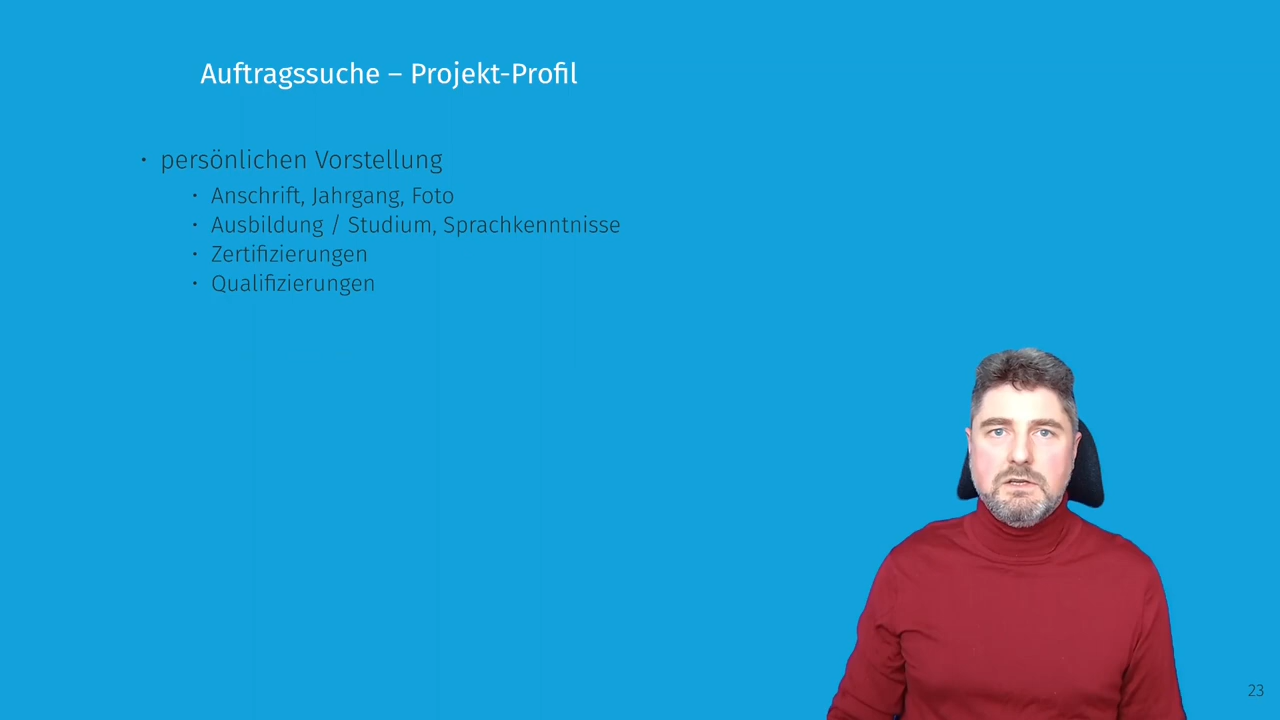 Auftragssuche – Projekt-Profil
• persönlichen Vorstellung
• Anschrift, Jahrgang, Foto
• Ausbildung / Studium, Sprachkenntnisse
• Zertifizierungen
• Qualifizierungen
23